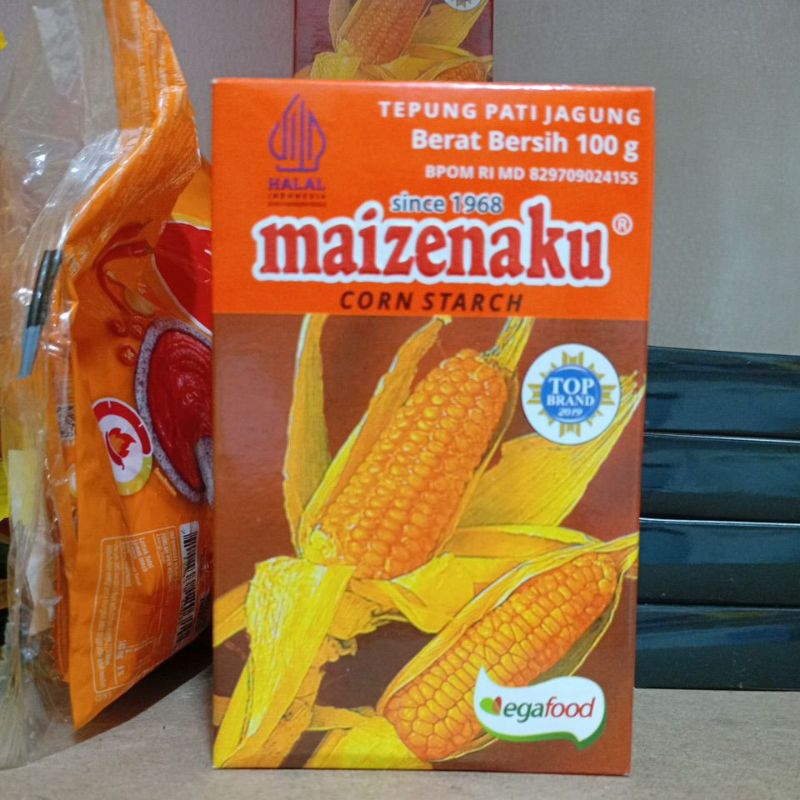 TEPUNG PATI JAGUNG
Berat Bersih 100 g
BPOM RI MD 829709024155
HALAL
INDONESIA
since 1968
maizenaku®
CORN STARCH
TOP
BRAND
2019
egafood